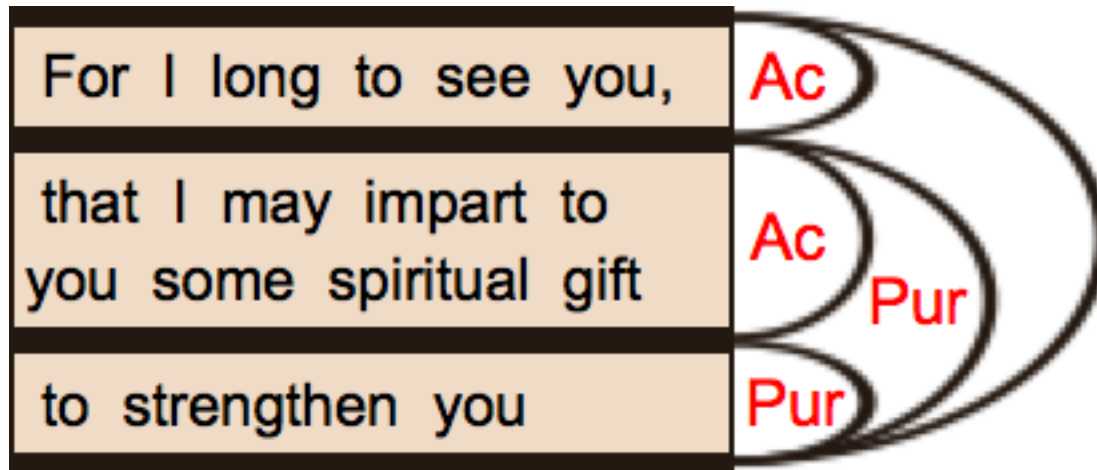 For I long to see you,
Ac
that I may impart to
you some spiritual gift
Ac
Pur
to strengthen you
Pur